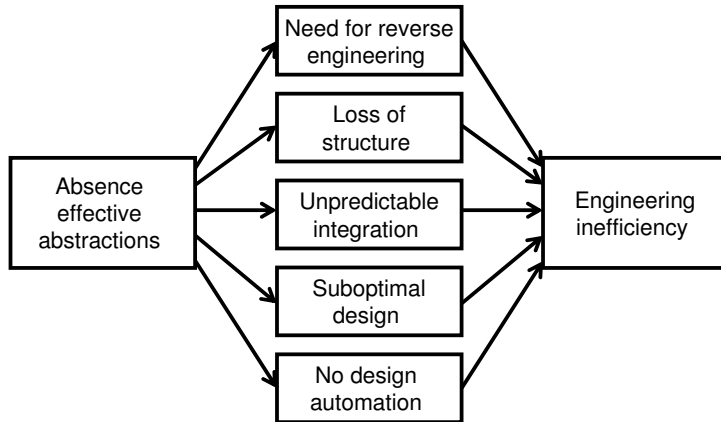 Need for reverse
engineering
Loss of
structure
Absence
effective
abstractions
Unpredictable
integration
Engineering
inefficiency
Suboptimal
design
No design
automation